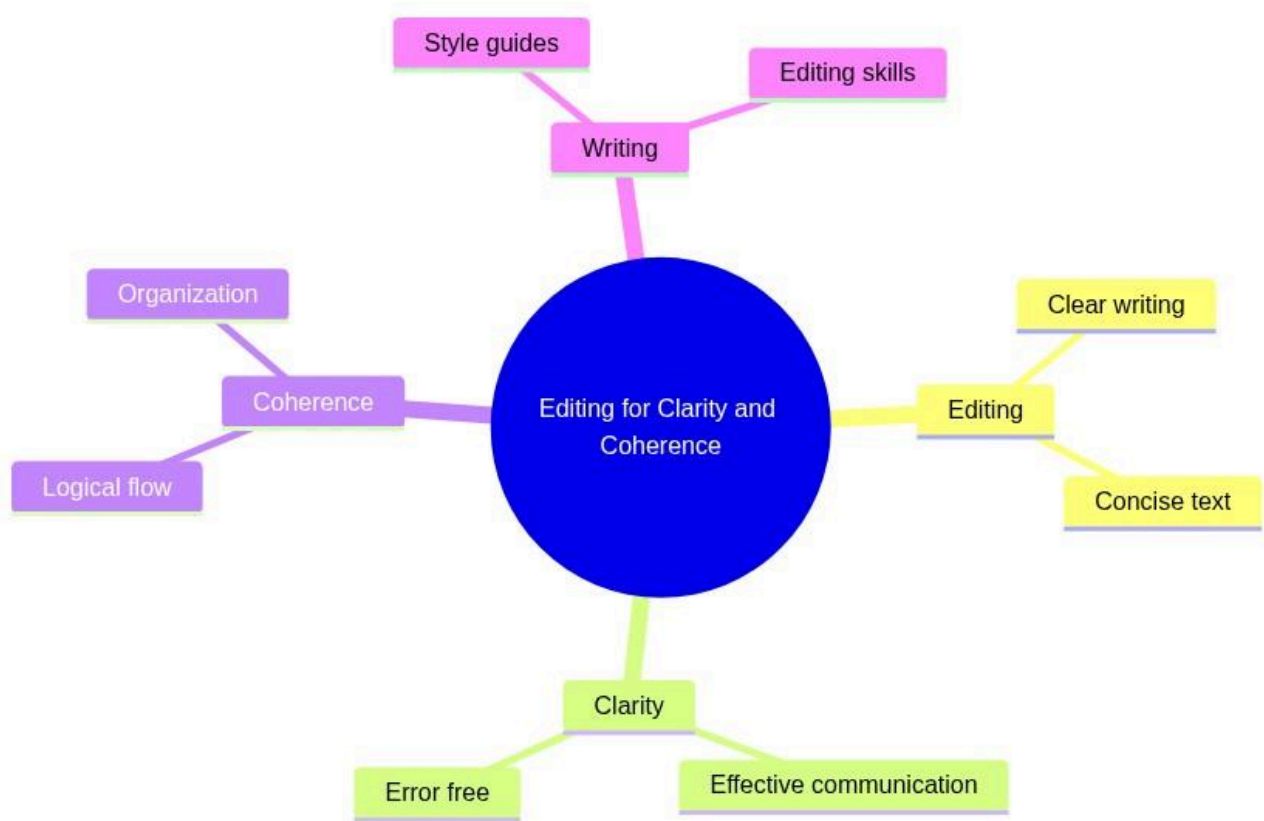 Style guides
Editing skills
Writing
Organization
Clear writing
Coherence
Editing for Clarity and
Coherence
Editing
Logical flow
Concise text
Clarity
Error free
Effective communication